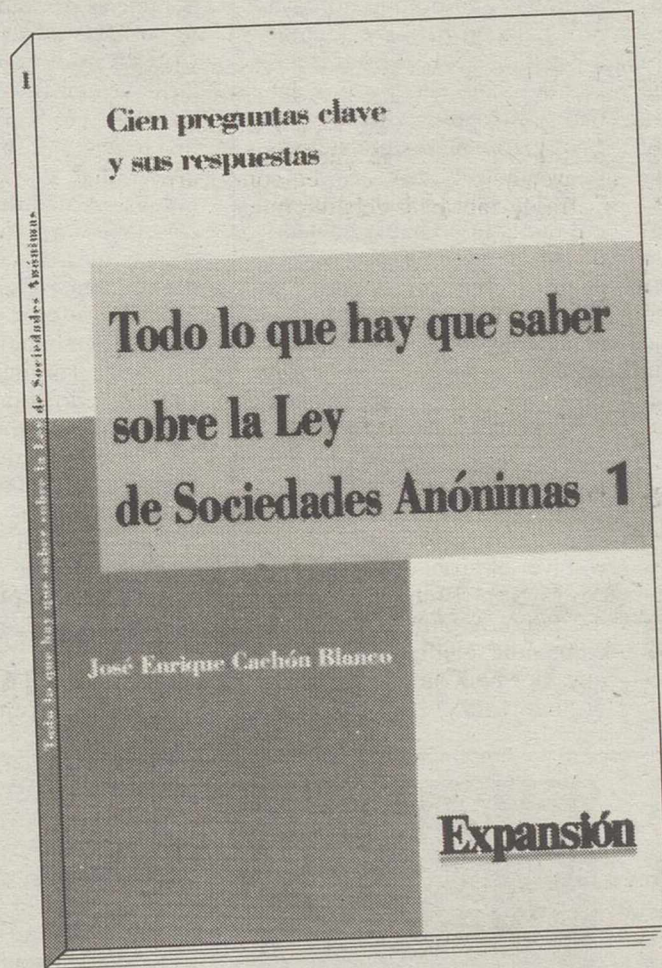 Cien preguntas clave
y sus respuestas
Todo lo que hay que saber
sobre la Ley
de Sociedades Anónimas 1
José Enrique Cachón Blanco
Expansión
Todo lo que hay que saber sobre la Ley de Sociedades Anónimas